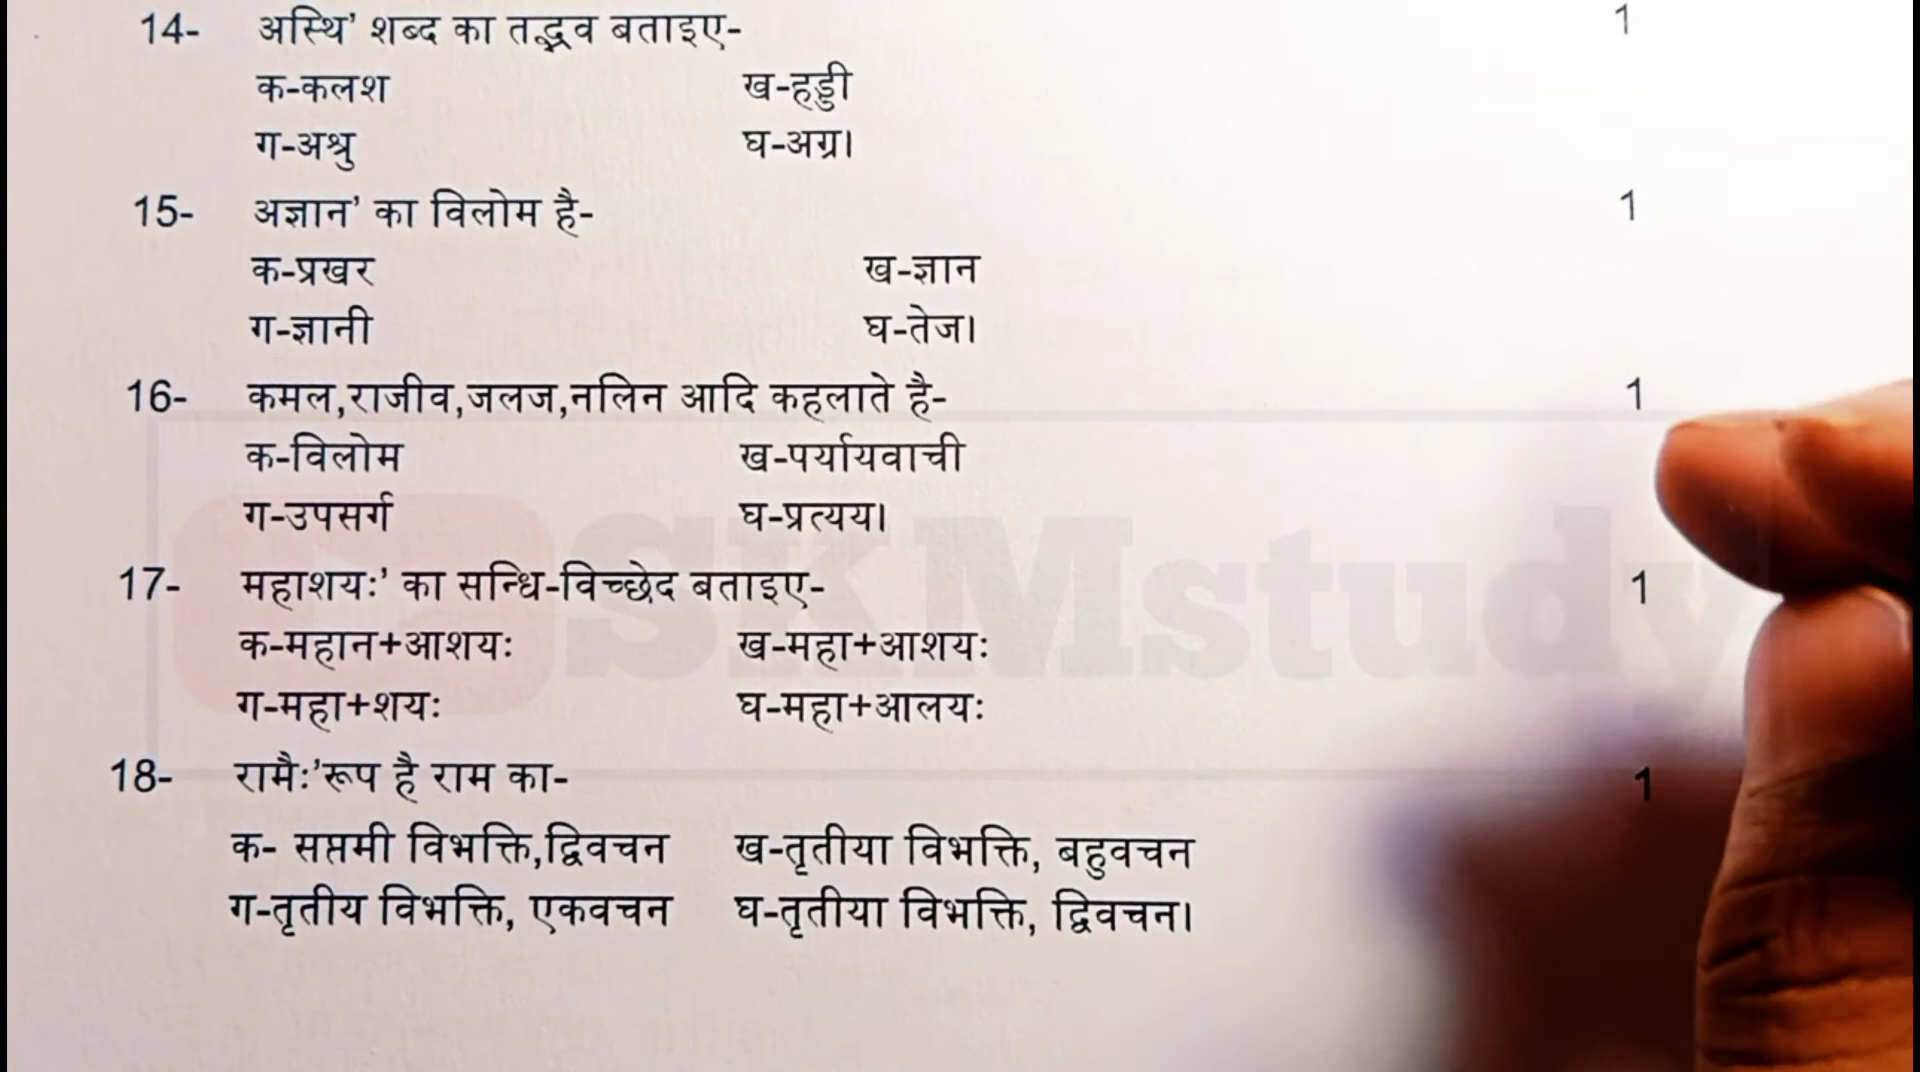 14- अस्थि’ शब्द का तद्भव बताइए- 1
क-कलश ख-हड्डी
ग-अश्रु घ-अग्र।
15- अज्ञान’ का विलोम है- 1
क-प्रखर ख-ज्ञान
ग-ज्ञानी घ-तेज।
16- कमल,राजीव,जलज,नलिन आदि कहलाते है- 1
क-विलोम ख-पर्यायवाची
ग-उपसर्ग घ-प्रत्यय।
SKMstudy
17- महाशयः’ का सन्धि-विच्छेद बताइए- 1
क-महान+आशयः ख-महा+आशयः
ग-महा+शयः घ-महा+आलयः
18- रामैः’रूप है राम का- 1
क- सप्तमी विभक्ति,द्विवचन ख-तृतीया विभक्ति, बहुवचन
ग-तृतीय विभक्ति, एकवचन घ-तृतीया विभक्ति, द्विवचन।